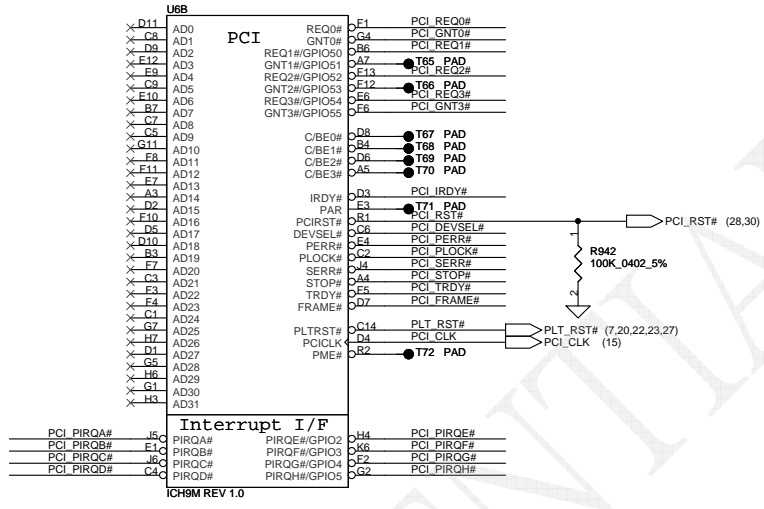 U6B
PCI
D11 AD0
C8 AD1
D9 AD2
E12 AD3
E9 AD4
C9 AD5
E10 AD6
B7 AD7
C7 AD8
C5 AD9
G11 AD10
F8 AD11
F11 AD12
E7 AD13
A3 AD14
D2 AD15
F10 AD16
D5 AD17
D10 AD18
B3 AD19
F7 AD20
C3 AD21
F3 AD22
F4 AD23
C1 AD24
G7 AD25
H7 AD26
D1 AD27
G5 AD28
H6 AD29
G1 AD30
H3 AD31
REQ0# F1 PCI_REQ0#
GNT0# G4 PCI_GNT0#
REQ1#/GPIO50 B6 PCI_REQ1#
GNT1#/GPIO51 A7 T65 PAD
REQ2#/GPIO52 F13 PCI_REQ2#
GNT2#/GPIO53 F12 T66 PAD
REQ3#/GPIO54 E6 PCI_REQ3#
GNT3#/GPIO55 F6 PCI_GNT3#
C/BE0# D8 T67 PAD
C/BE1# B4 T68 PAD
C/BE2# D6 T69 PAD
C/BE3# A5 T70 PAD
IRDY# D3 PCI_IRDY#
PAR E3 T71 PAD
PCIRST# R1 PCI_RST# PCI_RST# (28,30)
DEVSEL# C6 PCI_DEVSEL#
PERR# E4 PCI_PERR#
PLOCK# C2 PCI_PLOCK#
SERR# J4 PCI_SERR#
STOP# A4 PCI_STOP#
TRDY# F5 PCI_TRDY#
FRAME# D7 PCI_FRAME#
1
R942
100K_0402_5%
2
PLTRST# C14 PLT_RST# PLT_RST# (7,20,22,23,27)
PCICLK D4 PCI_CLK PCI_CLK (15)
PME# R2 T72 PAD
Interrupt I/F
PCI_PIRQA# J5 PIRQA# PIRQE#/GPIO2 H4 PCI_PIRQE#
PCI_PIRQB# E1 PIRQB# PIRQF#/GPIO3 K6 PCI_PIRQF#
PCI_PIRQC# J6 PIRQC# PIRQG#/GPIO4 F2 PCI_PIRQG#
PCI_PIRQD# C4 PIRQD# PIRQH#/GPIO5 G2 PCI_PIRQH#
ICH9M REV 1.0